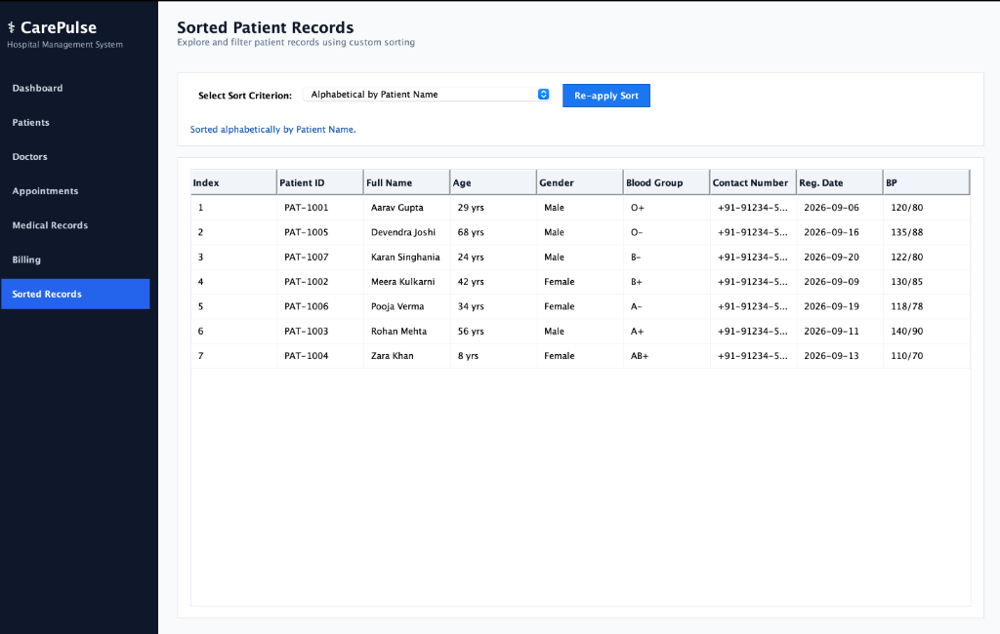 ⚕ CarePulse
Hospital Management System
Dashboard
Patients
Doctors
Appointments
Medical Records
Billing
Sorted Records
Sorted Patient Records
Explore and filter patient records using custom sorting
Select Sort Criterion: Alphabetical by Patient Name Re-apply Sort
Sorted alphabetically by Patient Name.
Index Patient ID Full Name Age Gender Blood Group Contact Number Reg. Date BP
1 PAT-1001 Aarav Gupta 29 yrs Male O+ +91-91234-5... 2026-09-06 120/80
2 PAT-1005 Devendra Joshi 68 yrs Male O- +91-91234-5... 2026-09-16 135/88
3 PAT-1007 Karan Singhania 24 yrs Male B- +91-91234-5... 2026-09-20 122/80
4 PAT-1002 Meera Kulkarni 42 yrs Female B+ +91-91234-5... 2026-09-09 130/85
5 PAT-1006 Pooja Verma 34 yrs Female A- +91-91234-5... 2026-09-19 118/78
6 PAT-1003 Rohan Mehta 56 yrs Male A+ +91-91234-5... 2026-09-11 140/90
7 PAT-1004 Zara Khan 8 yrs Female AB+ +91-91234-5... 2026-09-13 110/70